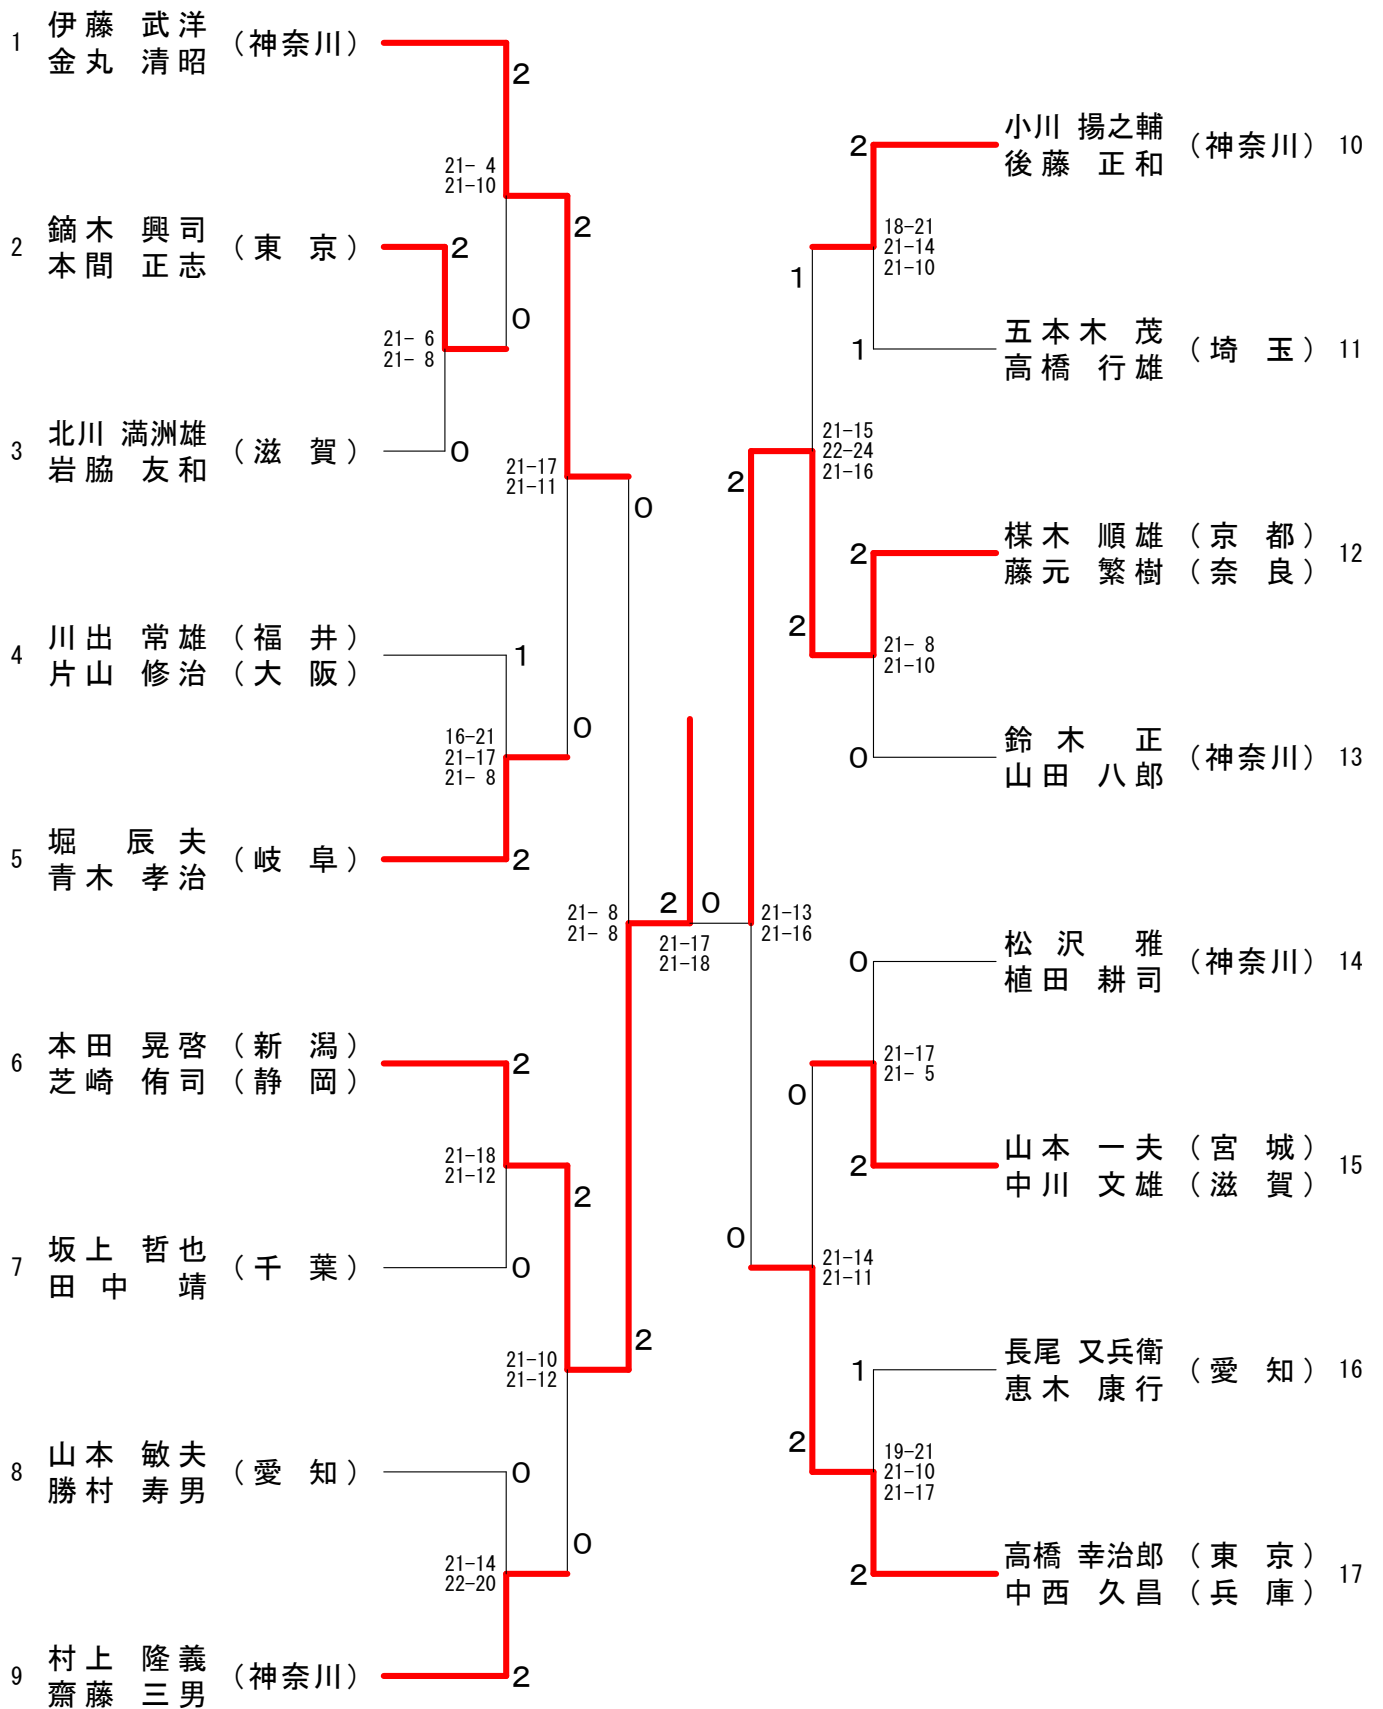 1 伊藤 武洋 (神奈川)
金丸 清昭
2
21- 4
21-10
2 鏑木 興司 (東 京)
本間 正志
2
2
0
21- 6
21- 8
3 北川 満洲雄 (滋 賀)
岩脇 友和
0
21-17
21-11
0
4 川出 常雄 (福 井)
片山 修治 (大 阪)
1
0
16-21
21-17
21- 8
5 堀 辰夫 (岐 阜)
青木 孝治
2
21- 8
21- 8
2 0
21-17
21-18
6 本田 晃啓 (新 潟)
芝崎 侑司 (静 岡)
2
21-18
21-12
2
7 坂上 哲也 (千 葉)
田中 靖
0
21-10
21-12
2
8 山本 敏夫 (愛 知)
勝村 寿男
0
0
21-14
22-20
9 村上 隆義 (神奈川)
齋藤 三男
2
2 小川 揚之輔 (神奈川) 10
後藤 正和
18-21
21-14
21-10
1
1 五本木 茂 (埼 玉) 11
高橋 行雄
21-15
22-24
21-16
2
2 楳木 順雄 (京 都) 12
藤元 繁樹 (奈 良)
2
21- 8
21-10
0 鈴木 正 (神奈川) 13
山田 八郎
21-13
21-16
0 松沢 雅 (神奈川) 14
植田 耕司
21-17
21- 5
0
2 山本 一夫 (宮 城) 15
中川 文雄 (滋 賀)
0
21-14
21-11
1 長尾 又兵衛 (愛 知) 16
恵木 康行
2
19-21
21-10
21-17
2 高橋 幸治郎 (東 京) 17
中西 久昌 (兵 庫)